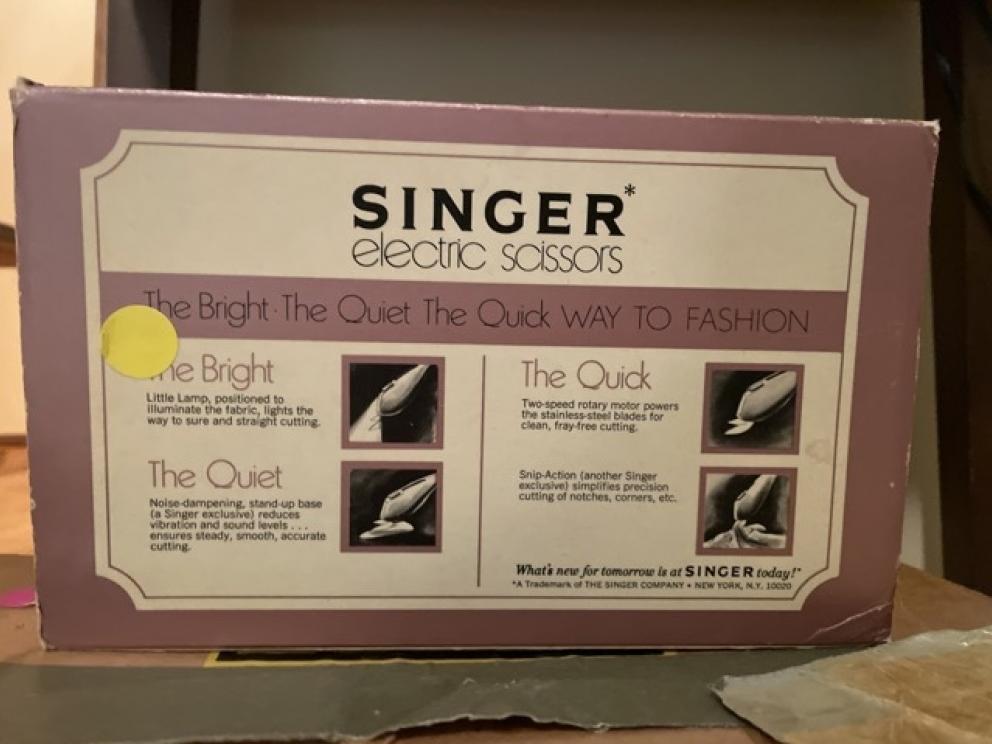 SINGER*
electric scissors
The Bright · The Quiet The Quick WAY TO FASHION
The Bright
Little Lamp, positioned to
illuminate the fabric, lights the
way to sure and straight cutting.
The Quiet
Noise-dampening, stand-up base
(a Singer exclusive) reduces
vibration and sound levels . . .
ensures steady, smooth, accurate
cutting.
The Quick
Two-speed rotary motor powers
the stainless-steel blades for
clean, fray-free cutting.
Snip-Action (another Singer
exclusive) simplifies precision
cutting of notches, corners, etc.
What's new for tomorrow is at SINGER today!*
*A Trademark of THE SINGER COMPANY • NEW YORK, N.Y. 10020